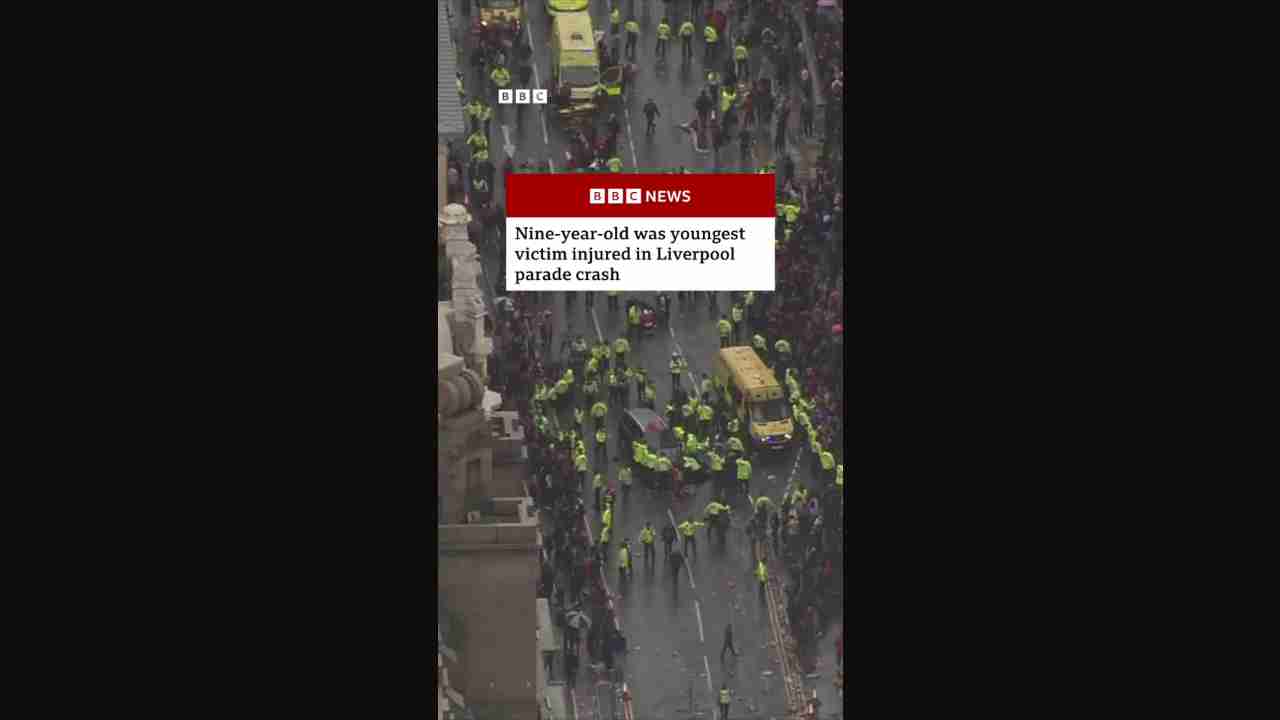 BBC
BBC NEWS
Nine-year-old was youngest
victim injured in Liverpool
parade crash